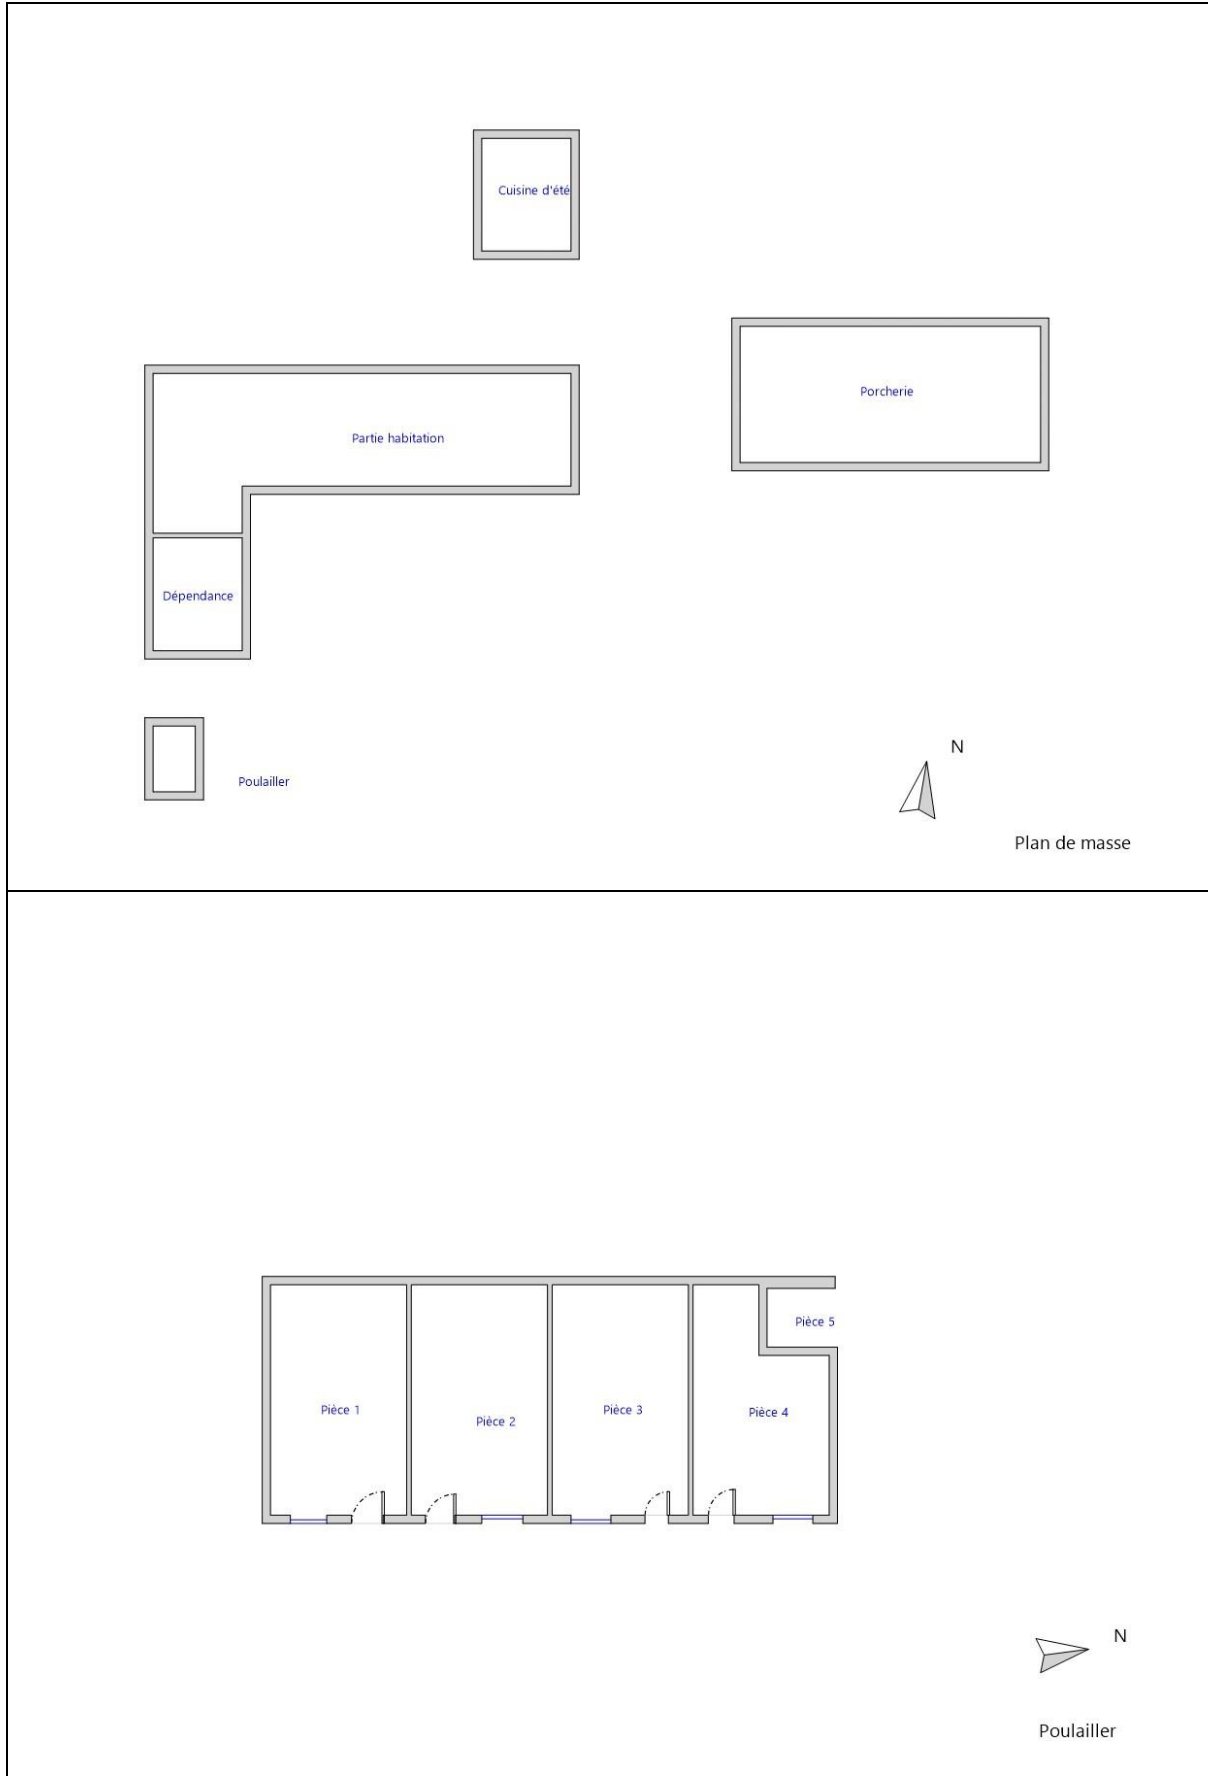 Cuisine d'été
Porcherie
Partie habitation
Dépendance
Poulailler
N
Plan de masse
Pièce 5
Pièce 1
Pièce 2
Pièce 3
Pièce 4
N
Poulailler